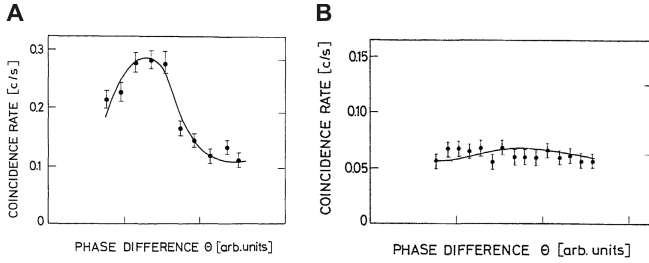 A
COINCIDENCE RATE [c/s]
0.3
0.2
0.1
0
PHASE DIFFERENCE Θ [arb.units]
B
COINCIDENCE RATE [c/s]
0.15
0.10
0.05
0
PHASE DIFFERENCE Θ [arb. units]